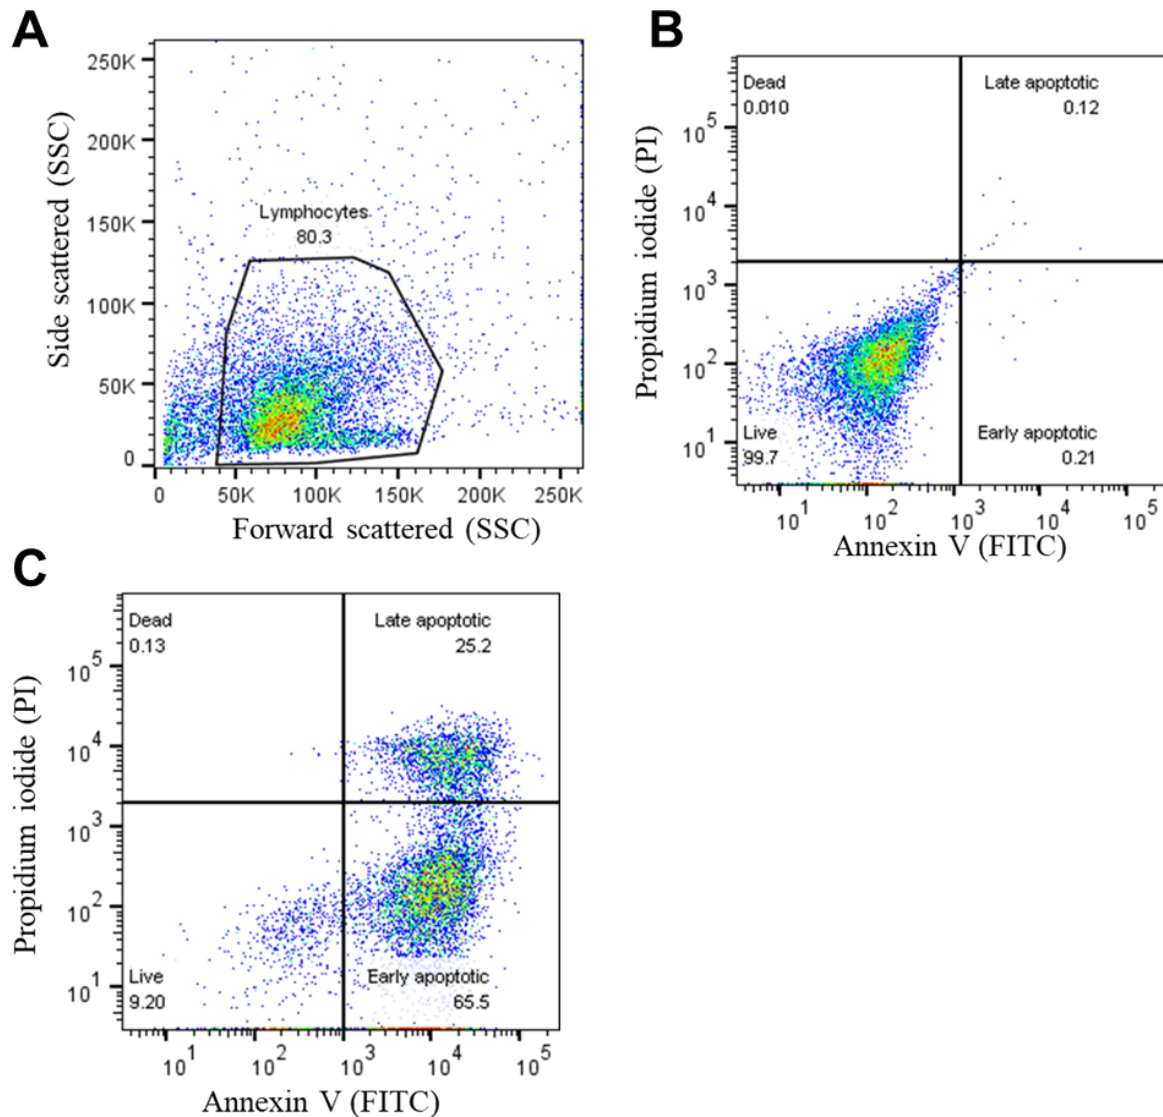 A
Side scattered (SSC)
250K
200K
150K
100K
50K
0
Lymphocytes
80.3
0 50K 100K 150K 200K 250K
Forward scattered (SSC)
B
Propidium iodide (PI)
Dead
0.010
Late apoptotic
0.12
10^5
10^4
10^3
10^2
10^1
Live
99.7
Early apoptotic
0.21
10^1 10^2 10^3 10^4 10^5
Annexin V (FITC)
C
Propidium iodide (PI)
Dead
0.13
Late apoptotic
25.2
10^5
10^4
10^3
10^2
10^1
Live
9.20
Early apoptotic
65.5
10^1 10^2 10^3 10^4 10^5
Annexin V (FITC)